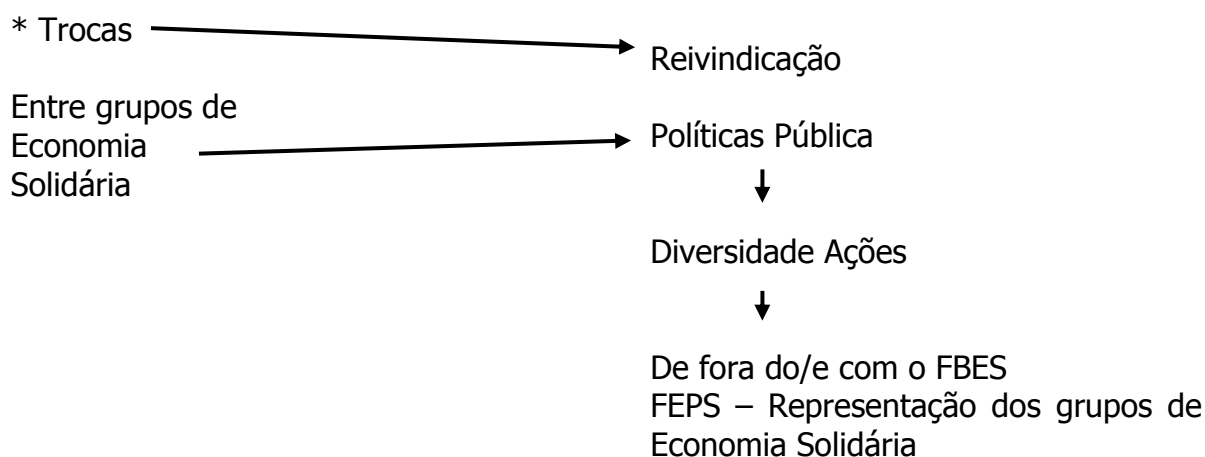 * Trocas
Reivindicação
Entre grupos de
Economia
Solidária
Políticas Pública
Diversidade Ações
De fora do/e com o FBES
FEPS – Representação dos grupos de
Economia Solidária